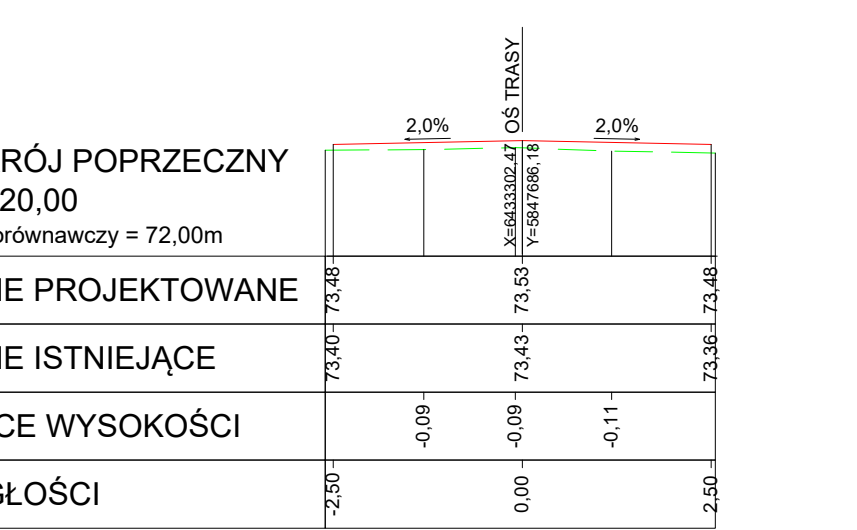 OŚ TRASY
2,0% 2,0%
X=6433302,47
Y=5847686,18
RÓJ POPRZECZNY
20,00
orównawczy = 72,00m
IE PROJEKTOWANE 73,48 73,53 73,48
IE ISTNIEJĄCE 73,40 73,43 73,36
CE WYSOKOŚCI -0,09 -0,09 -0,11
GŁOŚCI -2,50 0,00 2,50